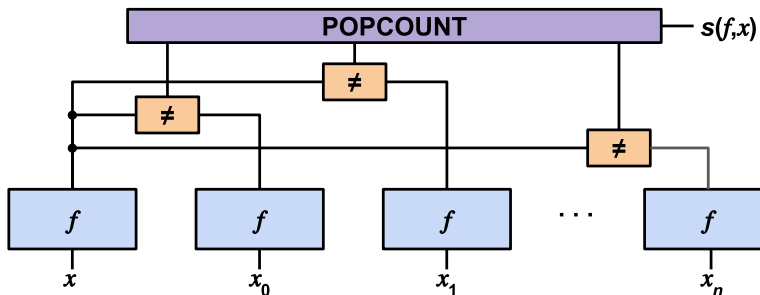 POPCOUNT
s(f,x)
≠
≠
≠
f f f . . . f
x x₀ x₁ xₙ